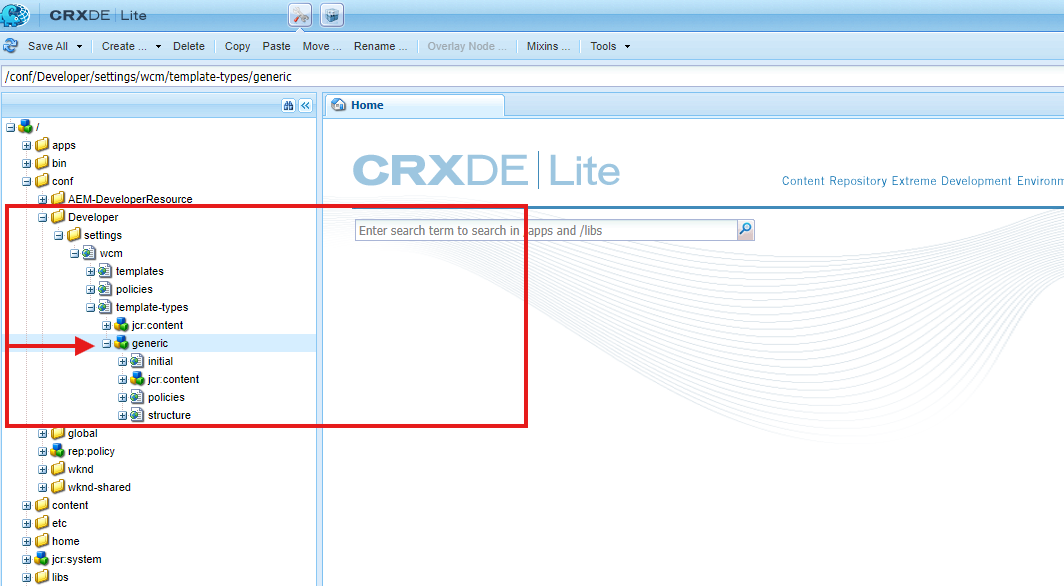 CRXDE | Lite
Save All Create ... Delete Copy Paste Move ... Rename ... Overlay Node ... Mixins ... Tools
/conf/Developer/settings/wcm/template-types/generic
Home
/
apps
bin
conf
AEM-DeveloperResource
Developer
settings
wcm
templates
policies
template-types
jcr:content
generic
initial
jcr:content
policies
structure
global
rep:policy
wknd
wknd-shared
content
etc
home
jcr:system
libs
CRXDE | Lite
Content Repository Extreme Development Environm
Enter search term to search in /apps and /libs